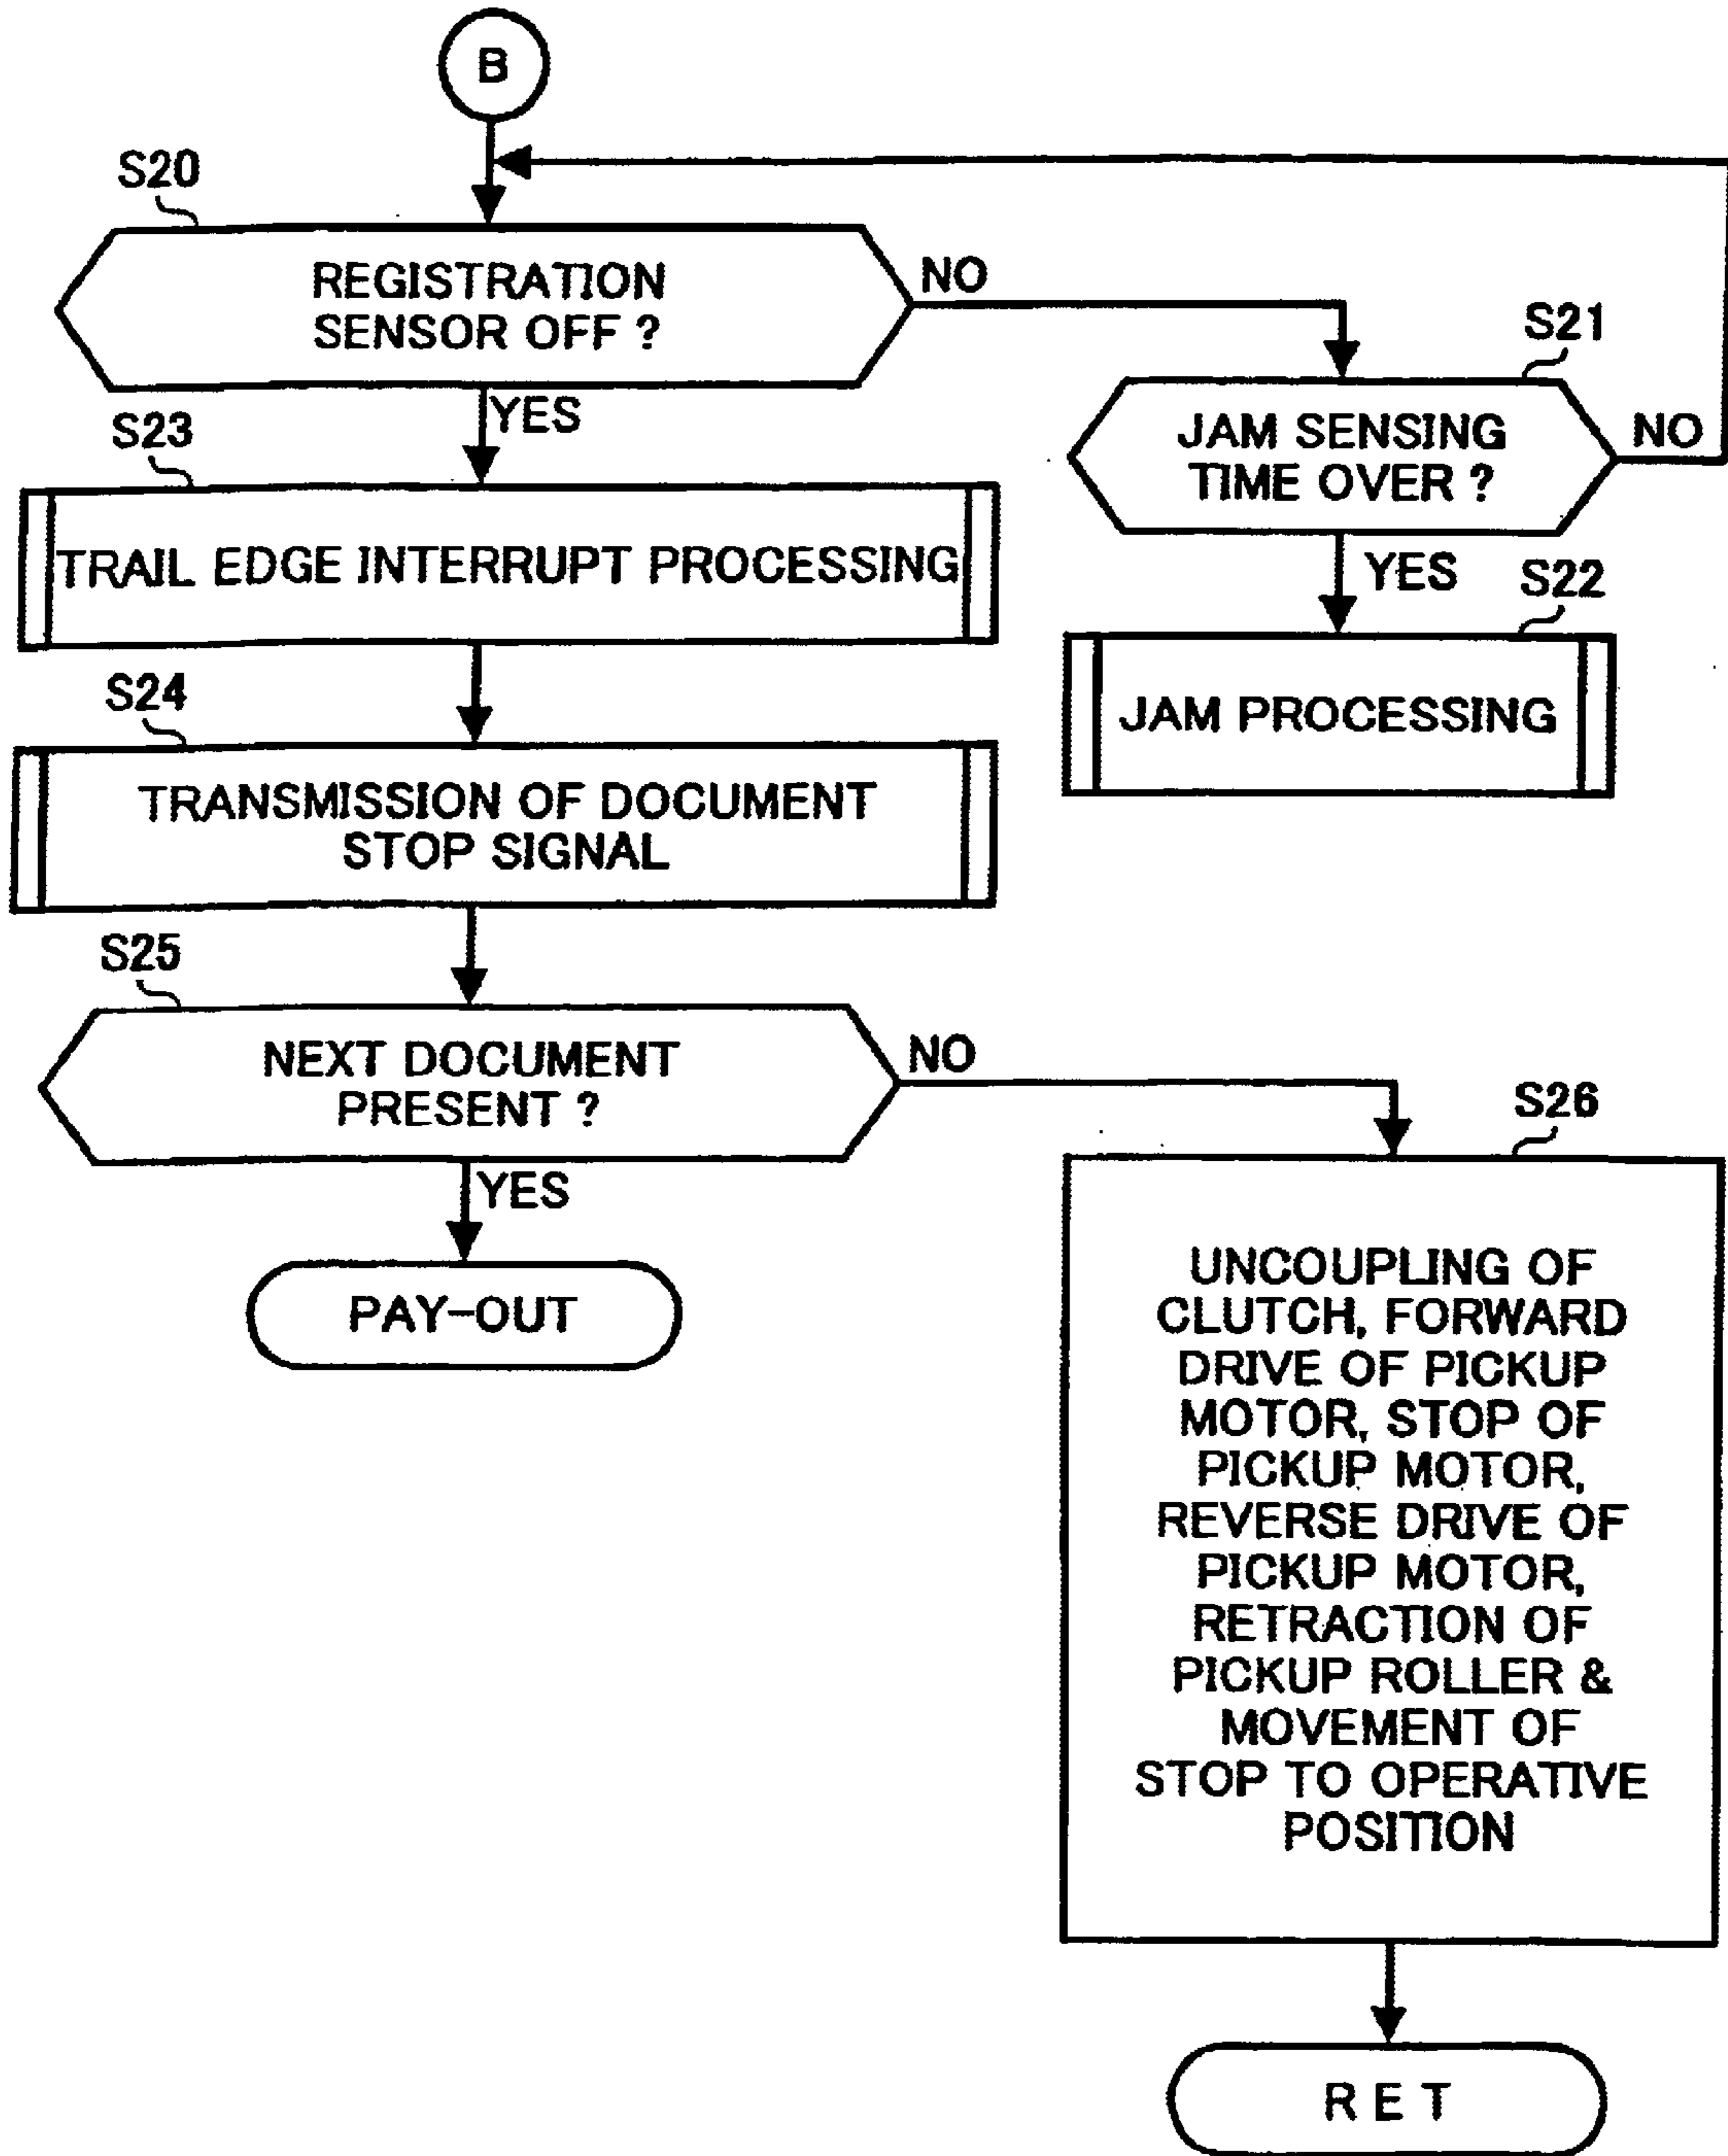 B
S20
REGISTRATION
SENSOR OFF ?
NO
YES
S21
JAM SENSING
TIME OVER ?
NO
YES
S22
JAM PROCESSING
S23
TRAIL EDGE INTERRUPT PROCESSING
S24
TRANSMISSION OF DOCUMENT
STOP SIGNAL
S25
NEXT DOCUMENT
PRESENT ?
NO
YES
PAY-OUT
S26
UNCOUPLING OF
CLUTCH, FORWARD
DRIVE OF PICKUP
MOTOR, STOP OF
PICKUP MOTOR,
REVERSE DRIVE OF
PICKUP MOTOR,
RETRACTION OF
PICKUP ROLLER &
MOVEMENT OF
STOP TO OPERATIVE
POSITION
R E T